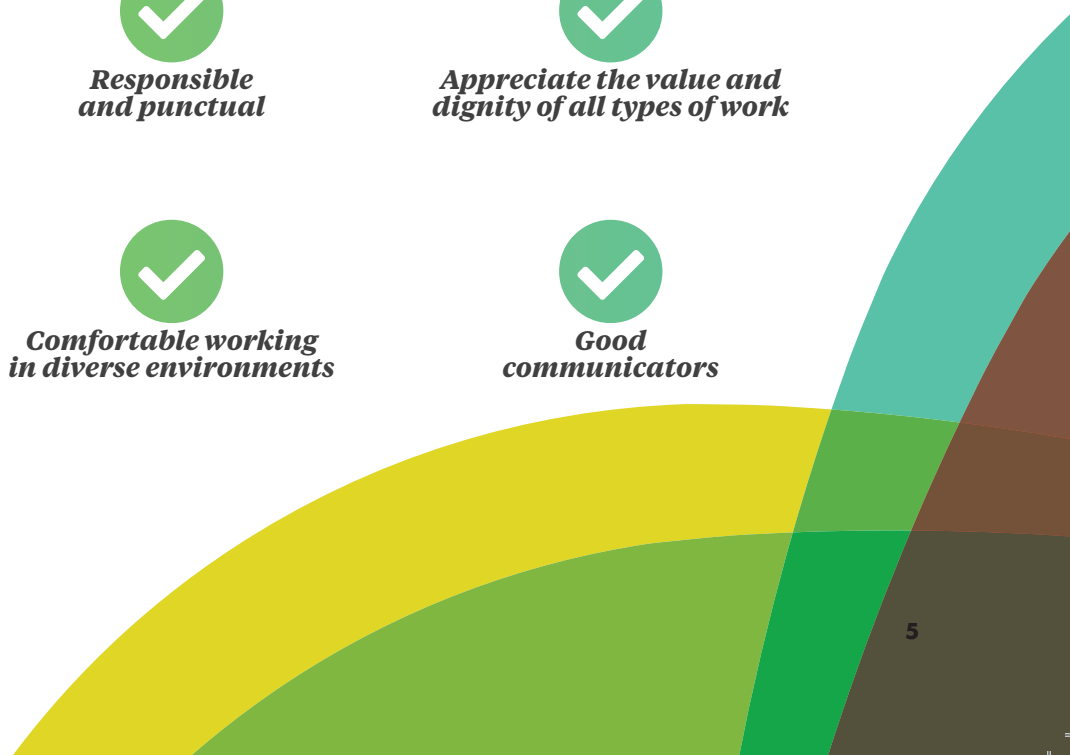 Responsible
and punctual
Appreciate the value and
dignity of all types of work
Comfortable working
in diverse environments
Good
communicators
5